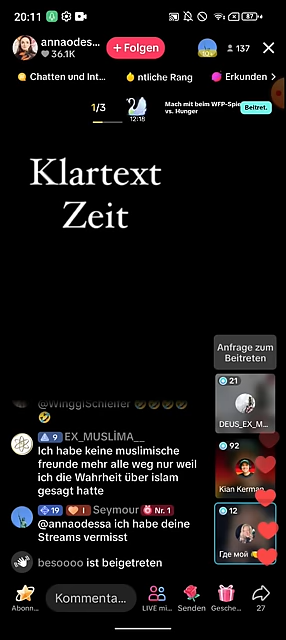 20:11
87
annaodes...
36.1K
+ Folgen
137
Chatten und Int...
ntliche Rang
Erkunden >
1/3
12:18
Mach mit beim WFP-Spie
vs. Hunger
Beitret.
Klartext
Zeit
Anfrage zum
Beitreten
21
DEUS_EX_M...
@WinggiSchleifer
9 EX_MUSLİMA__
Ich habe keine muslimische
freunde mehr alle weg nur weil
ich die Wahrheit über islam
gesagt hatte
92
Kian Kerman
19 I Seymour Nr. 1
@annaodessa ich habe deine
Streams vermisst
12
Где мой
besoooo ist beigetreten
Abonn...
Kommenta...
LIVE mi...
Senden
Gesche...
27